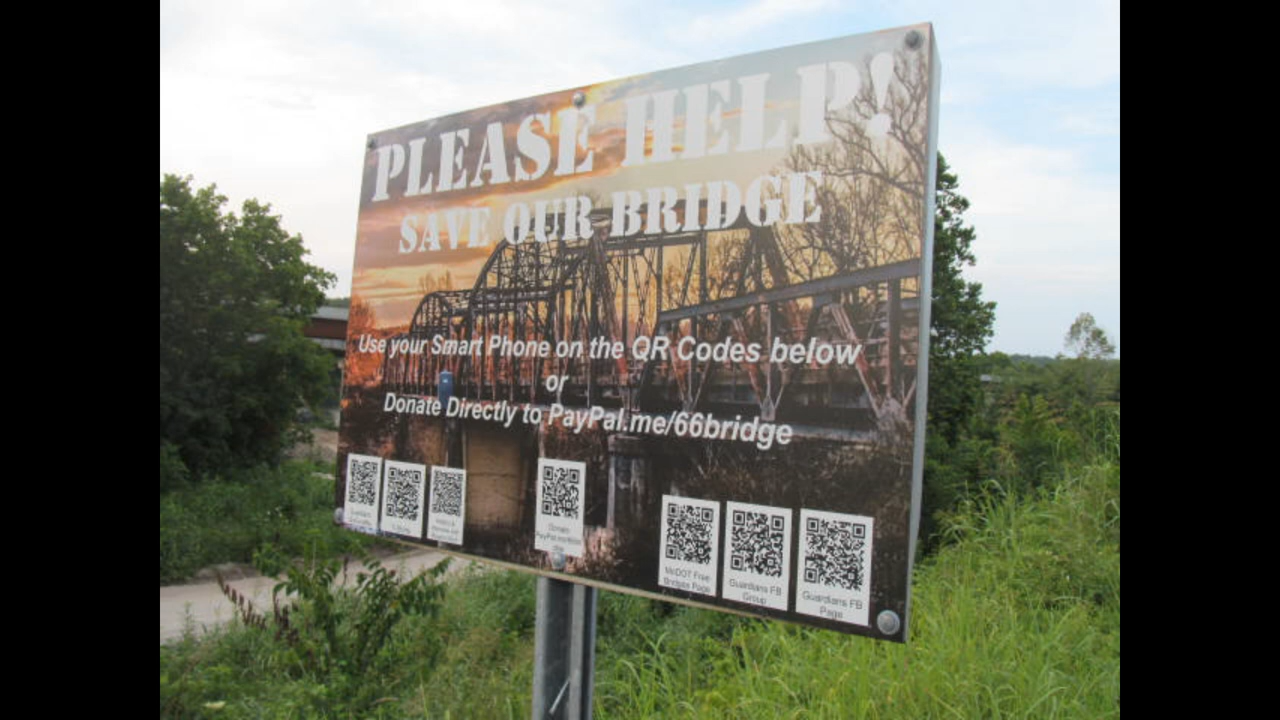 PLEASE HELP!
SAVE OUR BRIDGE
Use your Smart Phone on the QR Codes below
or
Donate Directly to PayPal.me/66bridge
Donate
MoDOT Free
Bridges Page
Guardians FB
Group
Guardians FB
Page